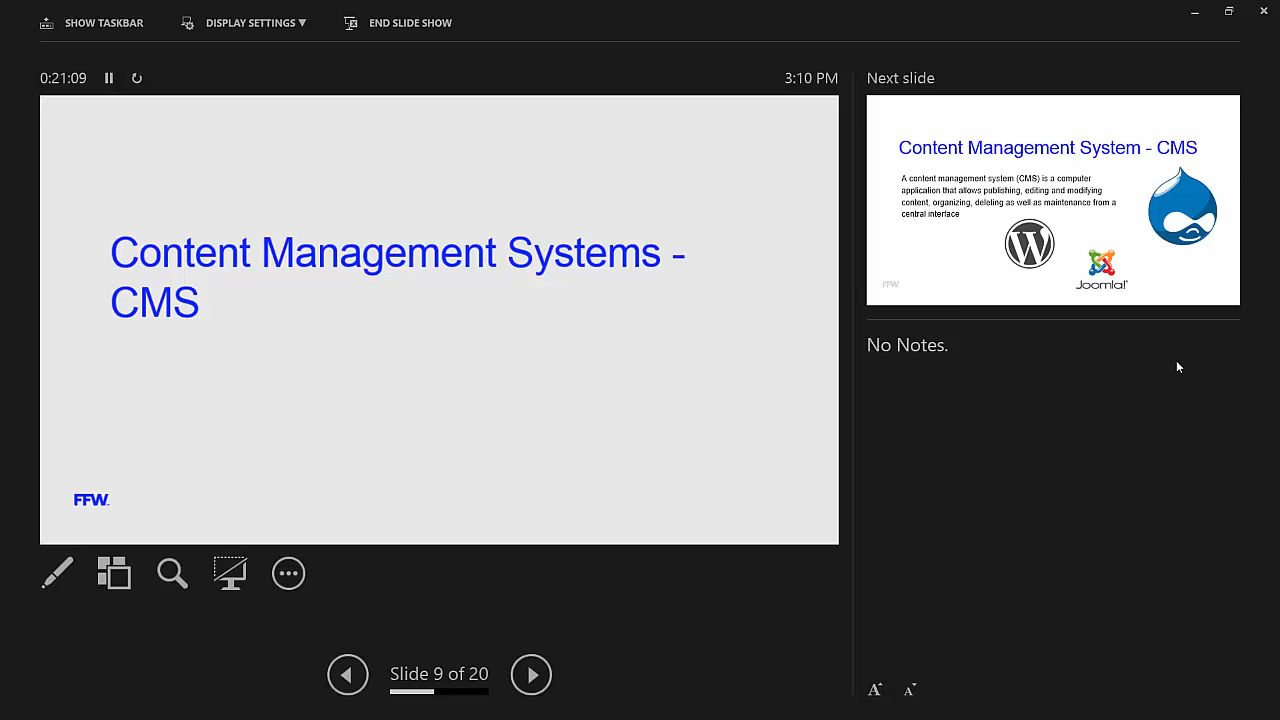 SHOW TASKBAR
DISPLAY SETTINGS ▼
END SLIDE SHOW
0:21:09
3:10 PM
Content Management Systems -
CMS
FFW.
Slide 9 of 20
Next slide
Content Management System - CMS
A content management system (CMS) is a computer
application that allows publishing, editing and modifying
content, organizing, deleting as well as maintenance from a
central interface
W
Joomla!
FFW.
No Notes.
A A